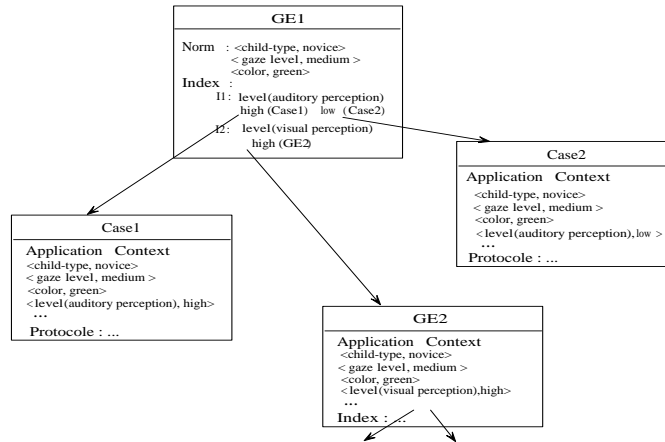 GE1
Norm : <child-type, novice>
< gaze level, medium >
<color, green>
Index :
I1: level(auditory perception)
high (Case1) low (Case2)
I2: level(visual perception)
high (GE2)
Case2
Application Context
<child-type, novice>
< gaze level, medium >
<color, green>
<level(auditory perception),low >
...
Protocole : ...
Case1
Application Context
<child-type, novice>
< gaze level, medium >
<color, green>
<level(auditory perception), high>
...
Protocole : ...
GE2
Application Context
<child-type, novice>
< gaze level, medium >
<color, green>
<level(visual perception),high>
...
Index : ...